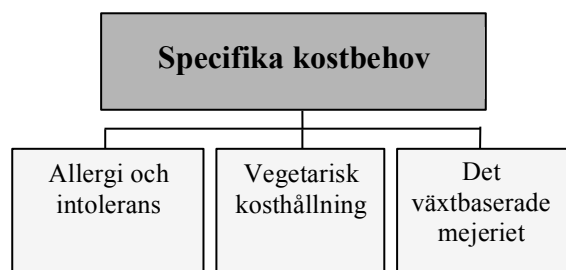 Specifika kostbehov
Allergi och
intolerans
Vegetarisk
kosthållning
Det
växtbaserade
mejeriet